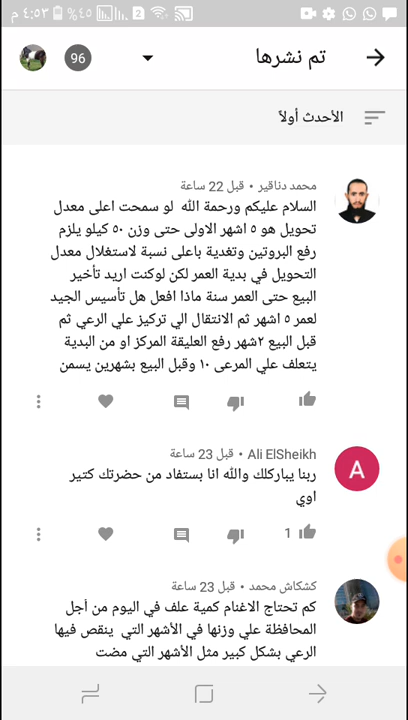 ٤:٥٣ م
٤٥%
2
تم نشرها
96
الأحدث أولاً
محمد دناقير • قبل 22 ساعة
السلام عليكم ورحمة الله لو سمحت اعلى معدل
تحويل هو ٥ اشهر الاولى حتى وزن ٥٠ كيلو يلزم
رفع البروتين وتغدية باعلى نسبة لاستغلال معدل
التحويل في بدية العمر لكن لوكنت اريد تأخير
البيع حتى العمر سنة ماذا افعل هل تأسيس الجيد
لعمر ٥ اشهر ثم الانتقال الي تركيز علي الرعي ثم
قبل البيع ٢شهر رفع العليقة المركز او من البدية
يتعلف علي المرعى ١٠ وقبل البيع بشهرين يسمن
Ali ElSheikh • قبل 23 ساعة
ربنا يباركلك والله انا بستفاد من حضرتك كتير
اوي
A
1
كشكاش محمد • قبل 23 ساعة
كم تحتاج الاغنام كمية علف في اليوم من أجل
المحافظة علي وزنها في الأشهر التي ينقص فيها
الرعي بشكل كبير مثل الأشهر التي مضت